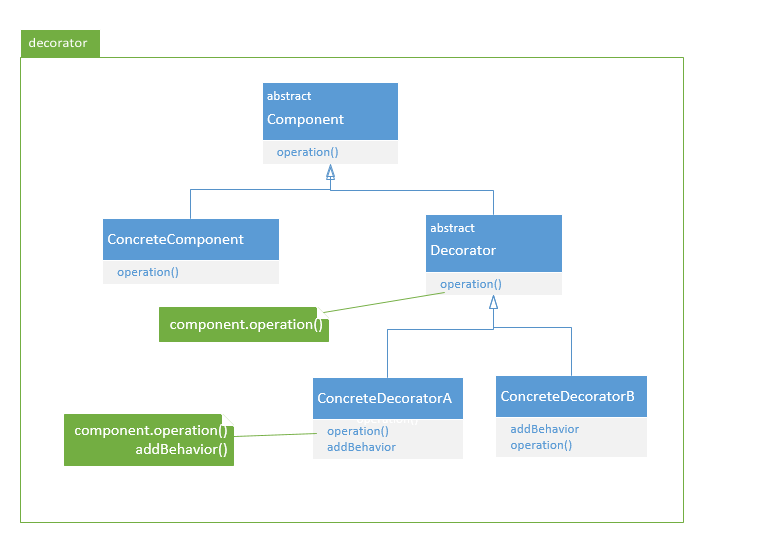 decorator
abstract
Component
operation()
ConcreteComponent
operation()
abstract
Decorator
operation()
component.operation()
ConcreteDecoratorA
operation()
addBehavior
ConcreteDecoratorB
addBehavior
operation()
component.operation()
addBehavior()